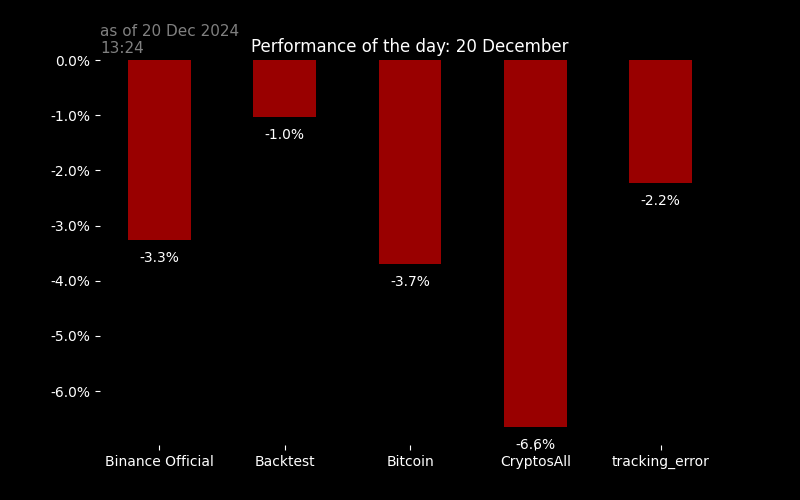 as of 20 Dec 2024
13:24
Performance of the day: 20 December
0.0%
-1.0%
-2.0%
-3.0%
-4.0%
-5.0%
-6.0%
-3.3%
-1.0%
-3.7%
-6.6%
-2.2%
Binance Official
Backtest
Bitcoin
CryptosAll
tracking_error